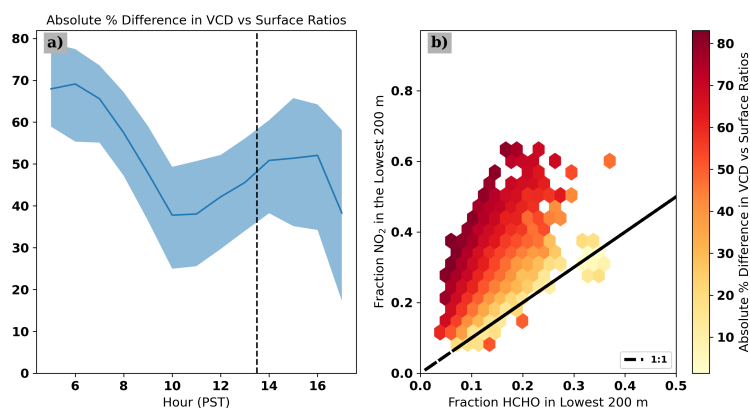 Absolute % Difference in VCD vs Surface Ratios
a)
80
70
60
50
40
30
20
10
0
6 8 10 12 14 16
Hour (PST)
b)
Fraction NO₂ in the Lowest 200 m
0.8
0.6
0.4
0.2
0.0
0.0 0.1 0.2 0.3 0.4 0.5
Fraction HCHO in Lowest 200 m
1:1
80
70
60
50
40
30
20
10
Absolute % Difference in VCD vs Surface Ratios